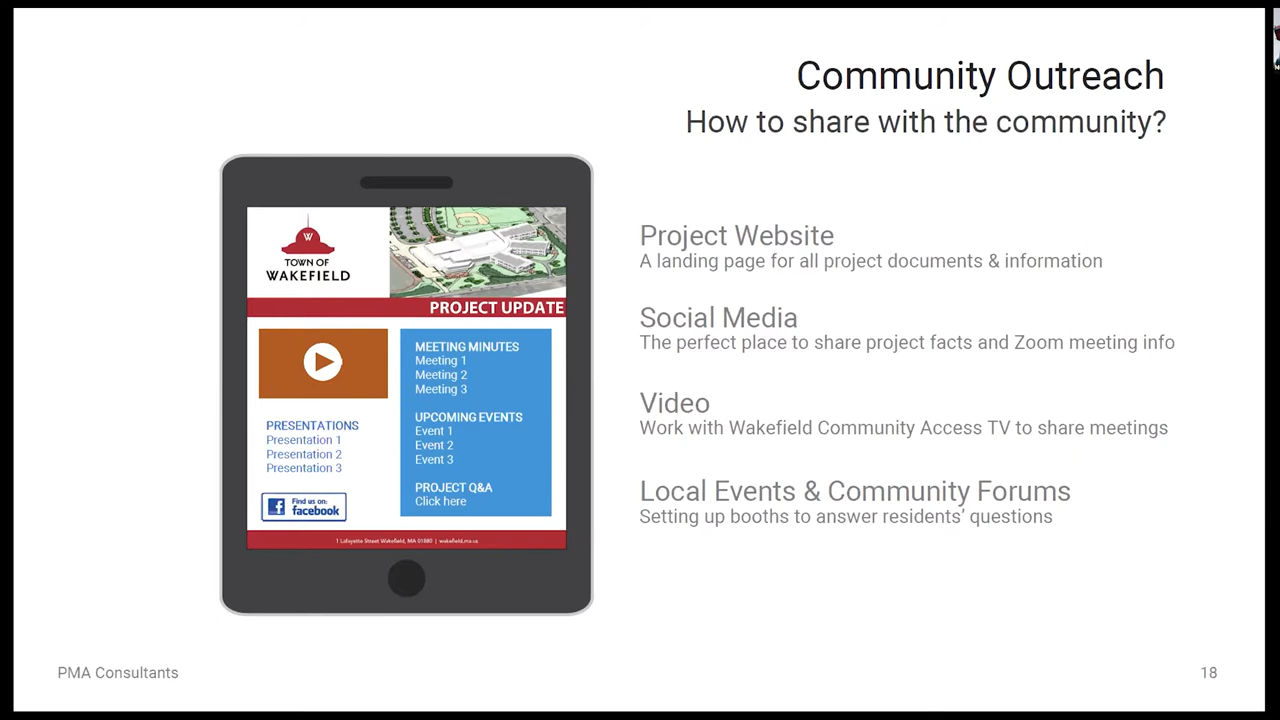 Community Outreach
How to share with the community?
W
TOWN OF
WAKEFIELD
PROJECT UPDATE
MEETING MINUTES
Meeting 1
Meeting 2
Meeting 3
UPCOMING EVENTS
Event 1
Event 2
Event 3
PROJECT Q&A
Click here
PRESENTATIONS
Presentation 1
Presentation 2
Presentation 3
Find us on:
facebook
1 Lafayette Street Wakefield, MA 01880 | wakefield.ma.us
Project Website
A landing page for all project documents & information
Social Media
The perfect place to share project facts and Zoom meeting info
Video
Work with Wakefield Community Access TV to share meetings
Local Events & Community Forums
Setting up booths to answer residents’ questions
PMA Consultants
18